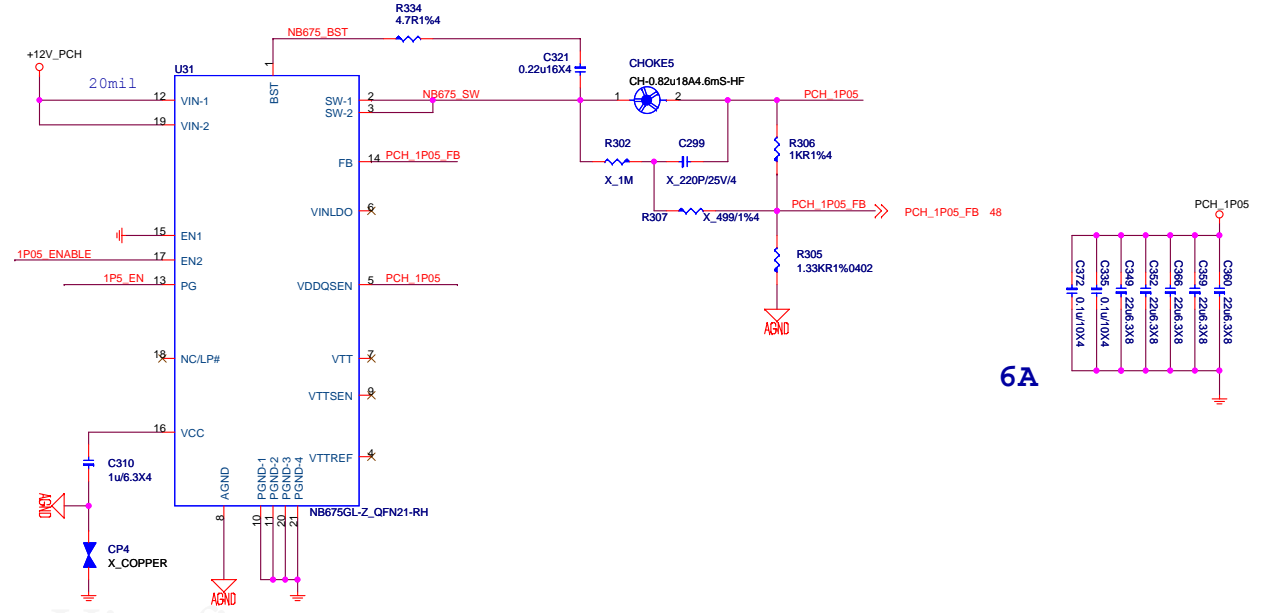 R334
4.7R1%4
NB675_BST
+12V_PCH
20mil
U31
1
BST
C321
0.22u16X4
CHOKE5
CH-0.82u18A4.6mS-HF
12
VIN-1
19
VIN-2
SW-1
2
NB675_SW
SW-2
3
1
2
PCH_1P05
FB
14
PCH_1P05_FB
R302
X_1M
C299
X_220P/25V/4
R306
1KR1%4
VINLDO
6
R307
X_499/1%4
PCH_1P05_FB
PCH_1P05_FB 48
15
EN1
1P05_ENABLE
17
EN2
1P5_EN
13
PG
VDDQSEN
5
PCH_1P05
R305
1.33KR1%0402
AGND
18
NC/LP#
VTT
7
VTTSEN
9
16
VCC
VTTREF
4
C310
1u/6.3X4
AGND
CP4
X_COPPER
AGND
PGND-1
PGND-2
PGND-3
PGND-4
8
10
11
20
21
NB675GL-Z_QFN21-RH
AGND
PCH_1P05
C372 0.1u/10X4
C335 0.1u/10X4
C349 22u6.3X8
C352 22u6.3X8
C366 22u6.3X8
C359 22u6.3X8
C360 22u6.3X8
6A